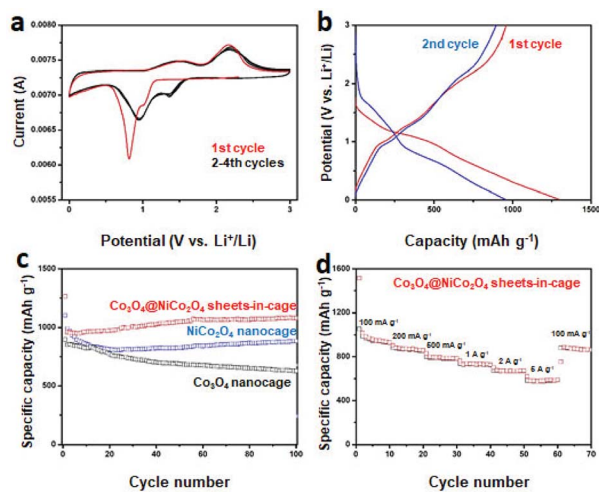 a
0.0080
0.0075
0.0070
0.0065
0.0060
0.0055
Current (A)
1st cycle
2-4th cycles
0 1 2 3
Potential (V vs. Li⁺/Li)
b
3
2
1
0
Potential (V vs. Li⁺/Li)
2nd cycle 1st cycle
0 500 1000 1500
Capacity (mAh g⁻¹)
c
1500
1000
500
0
Specific capacity (mAh g⁻¹)
Co₃O₄@NiCo₂O₄ sheets-in-cage
NiCo₂O₄ nanocage
Co₃O₄ nanocage
0 20 40 60 80 100
Cycle number
d
1600
1200
800
400
0
Specific capacity (mAh g⁻¹)
Co₃O₄@NiCo₂O₄ sheets-in-cage
100 mA g⁻¹
200 mA g⁻¹
500 mA g⁻¹
1 A g⁻¹
2 A g⁻¹
5 A g⁻¹
100 mA g⁻¹
0 10 20 30 40 50 60 70
Cycle number